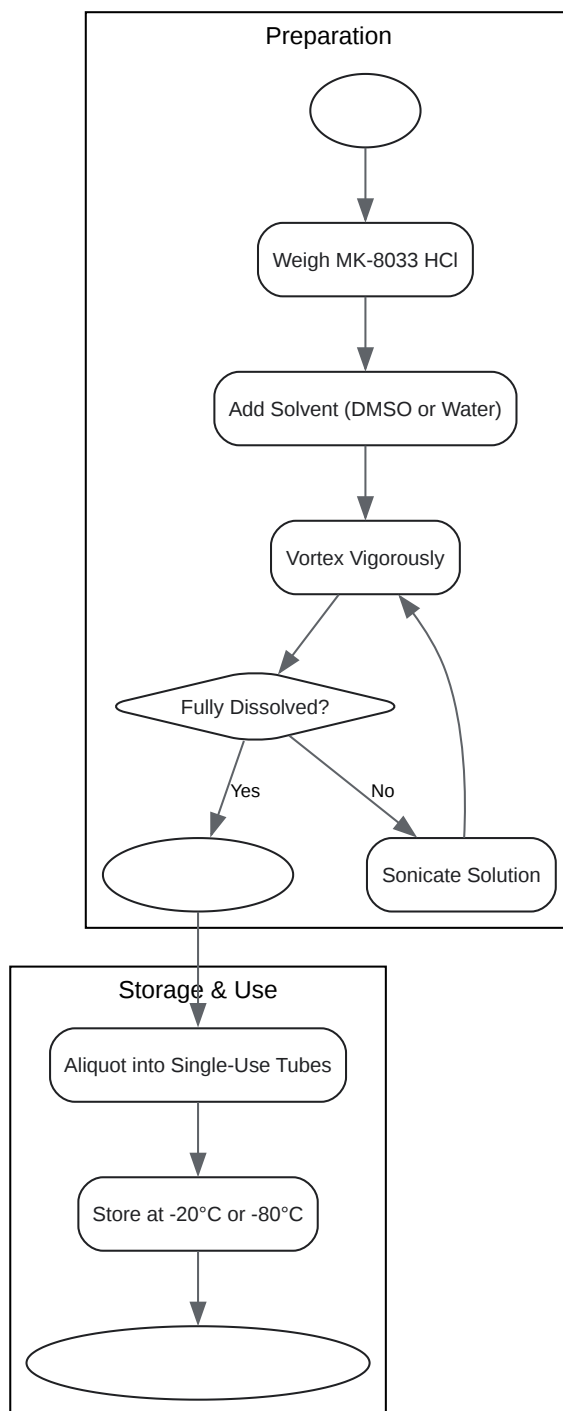 Preparation
Weigh MK-8033 HCl
Add Solvent (DMSO or Water)
Vortex Vigorously
Fully Dissolved?
Yes
No
Sonicate Solution
Storage & Use
Aliquot into Single-Use Tubes
Store at -20°C or -80°C